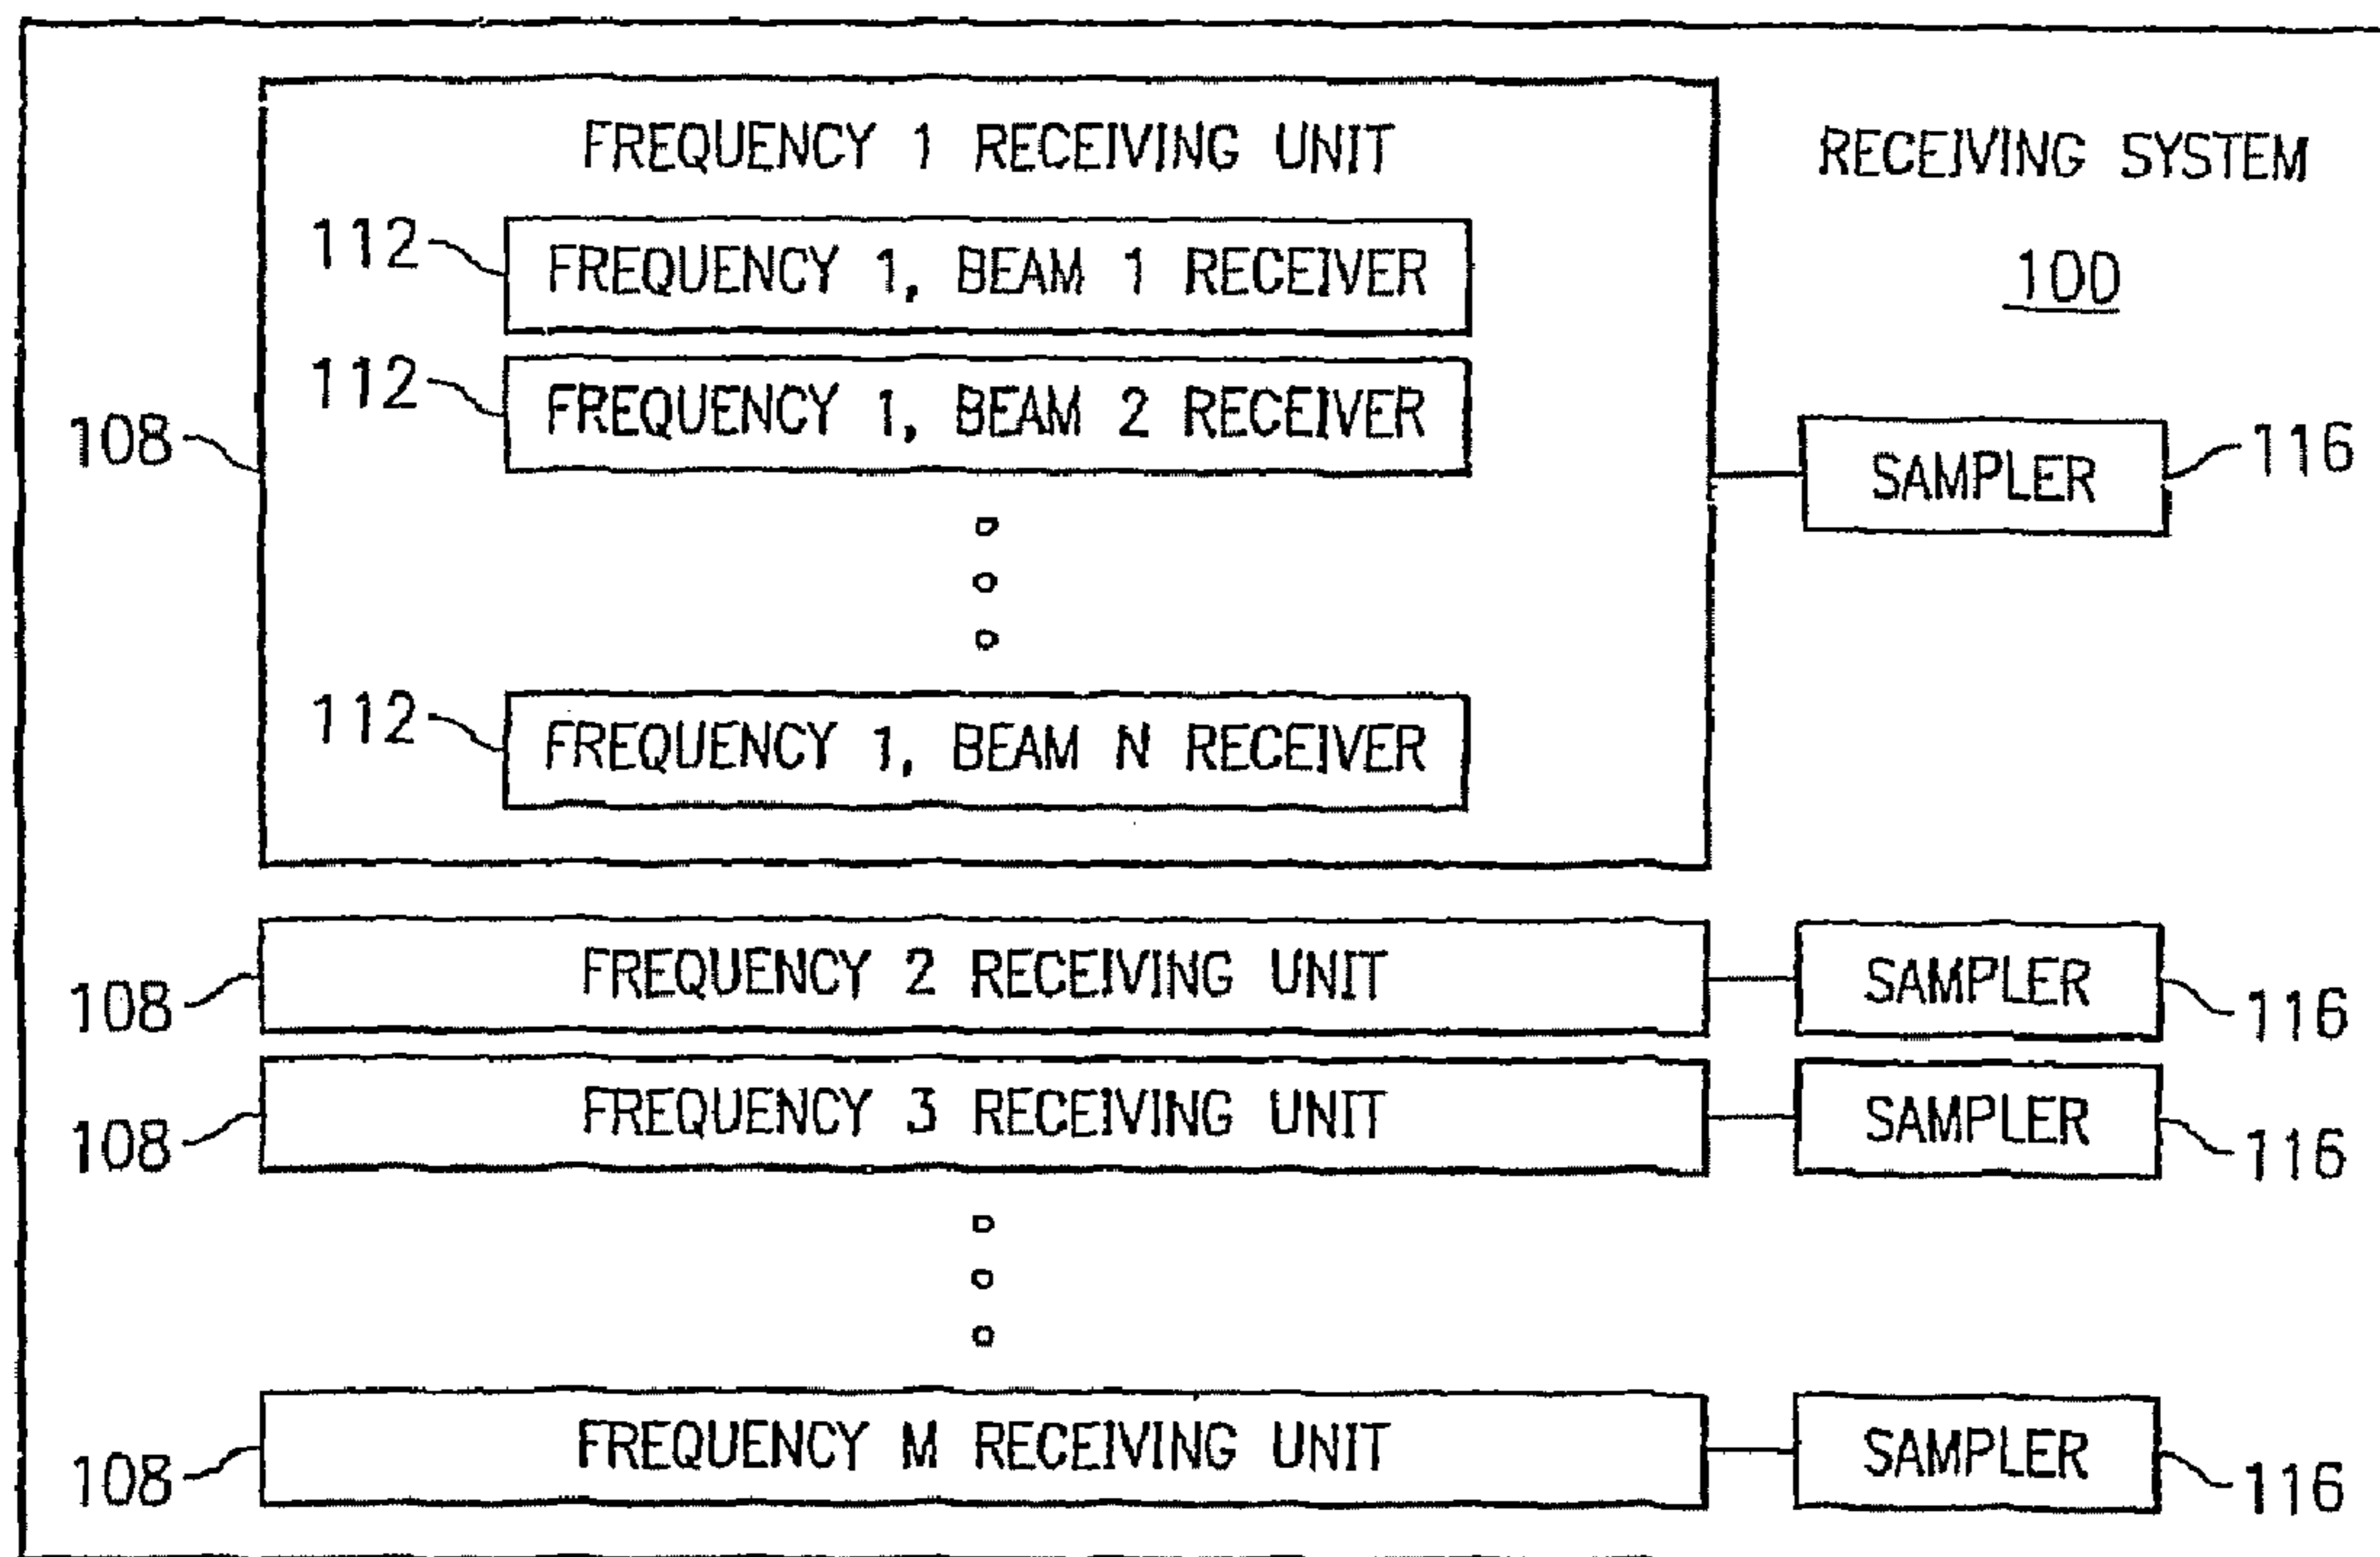 FREQUENCY 1 RECEIVING UNIT
RECEIVING SYSTEM
100
112
FREQUENCY 1, BEAM 1 RECEIVER
112
FREQUENCY 1, BEAM 2 RECEIVER
108
SAMPLER
116
112
FREQUENCY 1, BEAM N RECEIVER
108
FREQUENCY 2 RECEIVING UNIT
SAMPLER
116
108
FREQUENCY 3 RECEIVING UNIT
SAMPLER
116
108
FREQUENCY M RECEIVING UNIT
SAMPLER
116